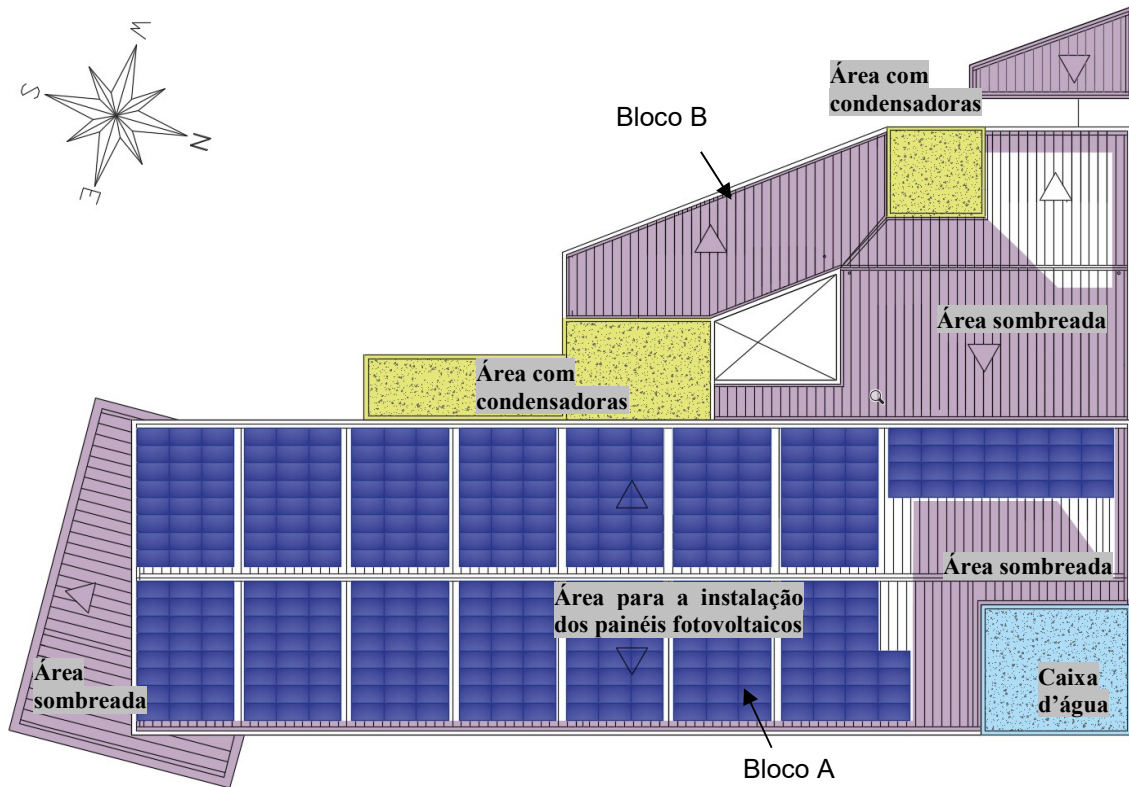 W
S
N
E
Área com
condensadoras
Bloco B
Área sombreada
Área com
condensadoras
Área sombreada
Área para a instalação
dos painéis fotovoltaicos
Área
sombreada
Caixa
d’água
Bloco A